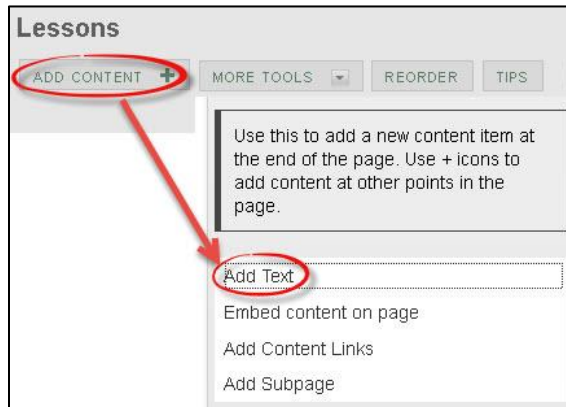 Lessons
ADD CONTENT + MORE TOOLS REORDER TIPS
Use this to add a new content item at
the end of the page. Use + icons to
add content at other points in the
page.
Add Text
Embed content on page
Add Content Links
Add Subpage